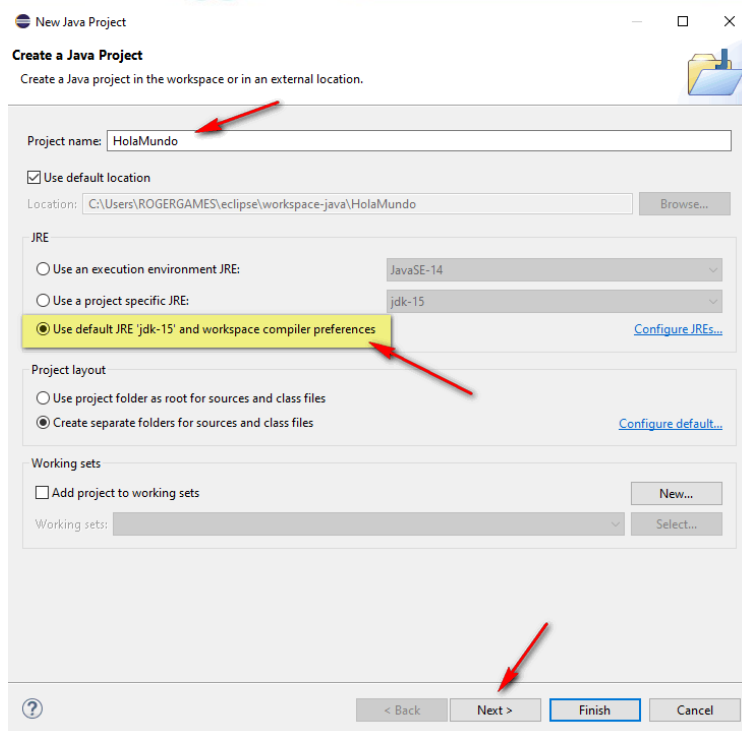 New Java Project
Create a Java Project
Create a Java project in the workspace or in an external location.
Project name: HolaMundo
Use default location
Location: C:\Users\ROGERGAMES\eclipse\workspace-java\HolaMundo Browse...
JRE
Use an execution environment JRE: JavaSE-14
Use a project specific JRE: jdk-15
Use default JRE 'jdk-15' and workspace compiler preferences Configure JREs...
Project layout
Use project folder as root for sources and class files
Create separate folders for sources and class files Configure default...
Working sets
Add project to working sets New...
Working sets: Select...
? < Back Next > Finish Cancel